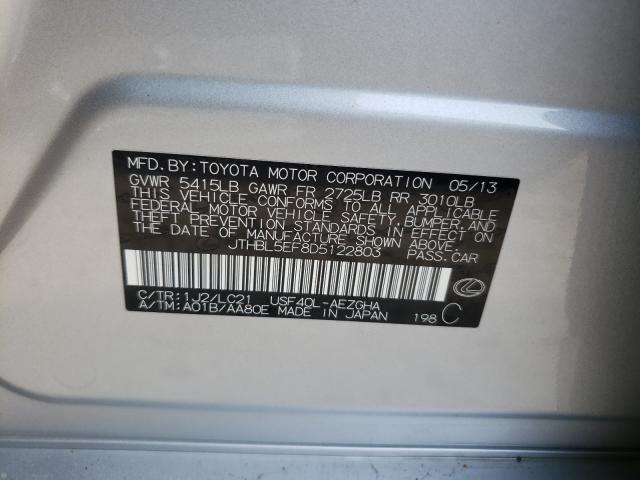 MFD. BY: TOYOTA MOTOR CORPORATION 05/13
GVWR 5415LB GAWR FR 2725LB RR 3010LB
THIS VEHICLE CONFORMS TO ALL APPLICABLE
FEDERAL MOTOR VEHICLE SAFETY, BUMPER, AND
THEFT PREVENTION STANDARDS IN EFFECT ON
THE DATE OF MANUFACTURE SHOWN ABOVE.
JTHBL5EF8D5122803 PASS.CAR
C/TR:1J2/LC21 USF40L-AEZGHA
A/TM:A01B/AA80E MADE IN JAPAN 198 C